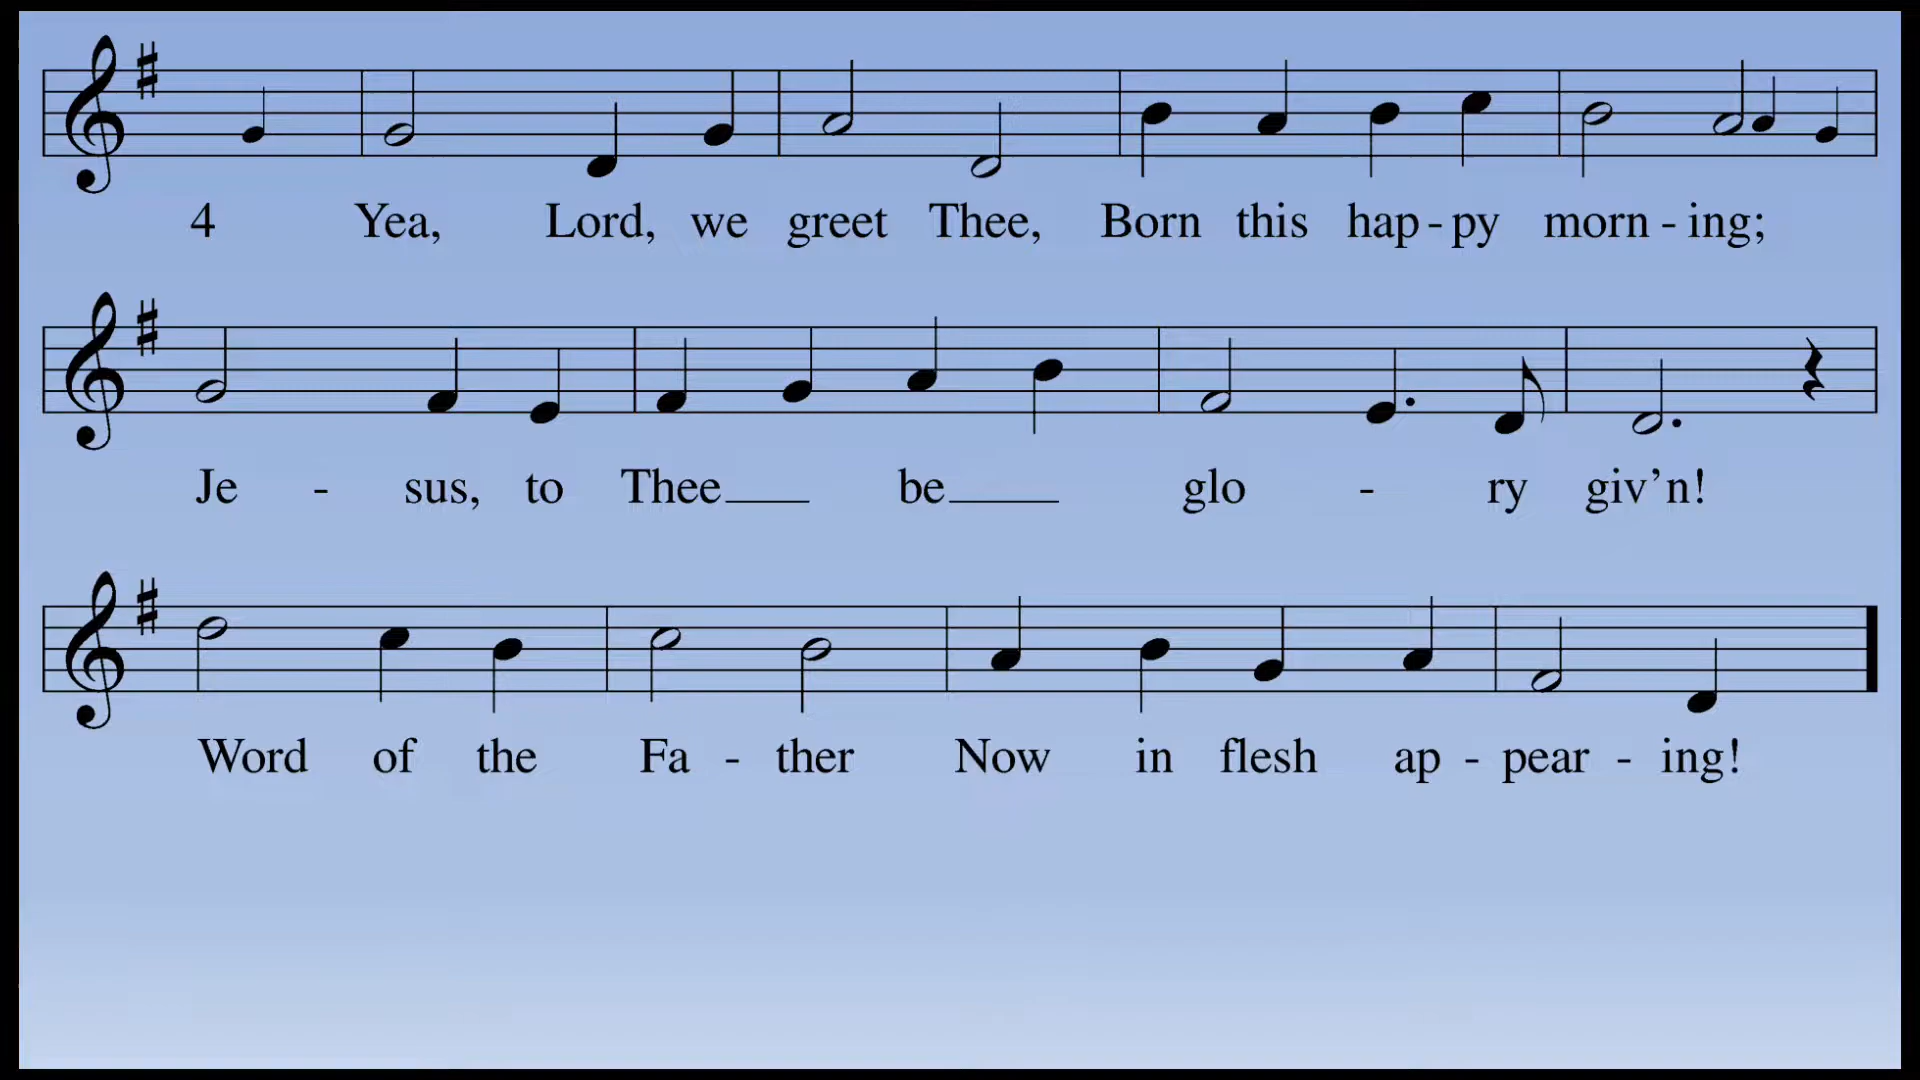 4 Yea, Lord, we greet Thee, Born this hap - py morn - ing;
Je - sus, to Thee be glo - ry giv’n!
Word of the Fa - ther Now in flesh ap - pear - ing!